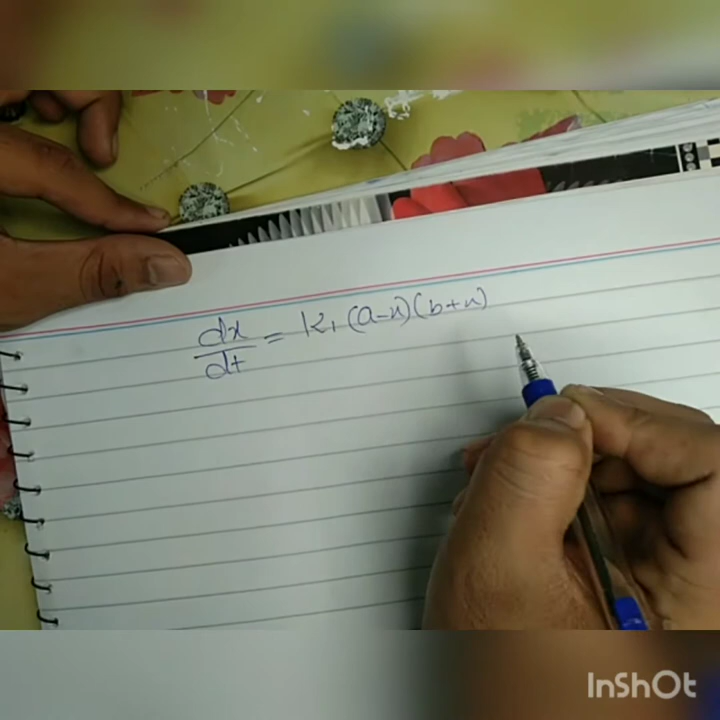 dx/dt = K₁ (a-x)(b+x)
InShOt